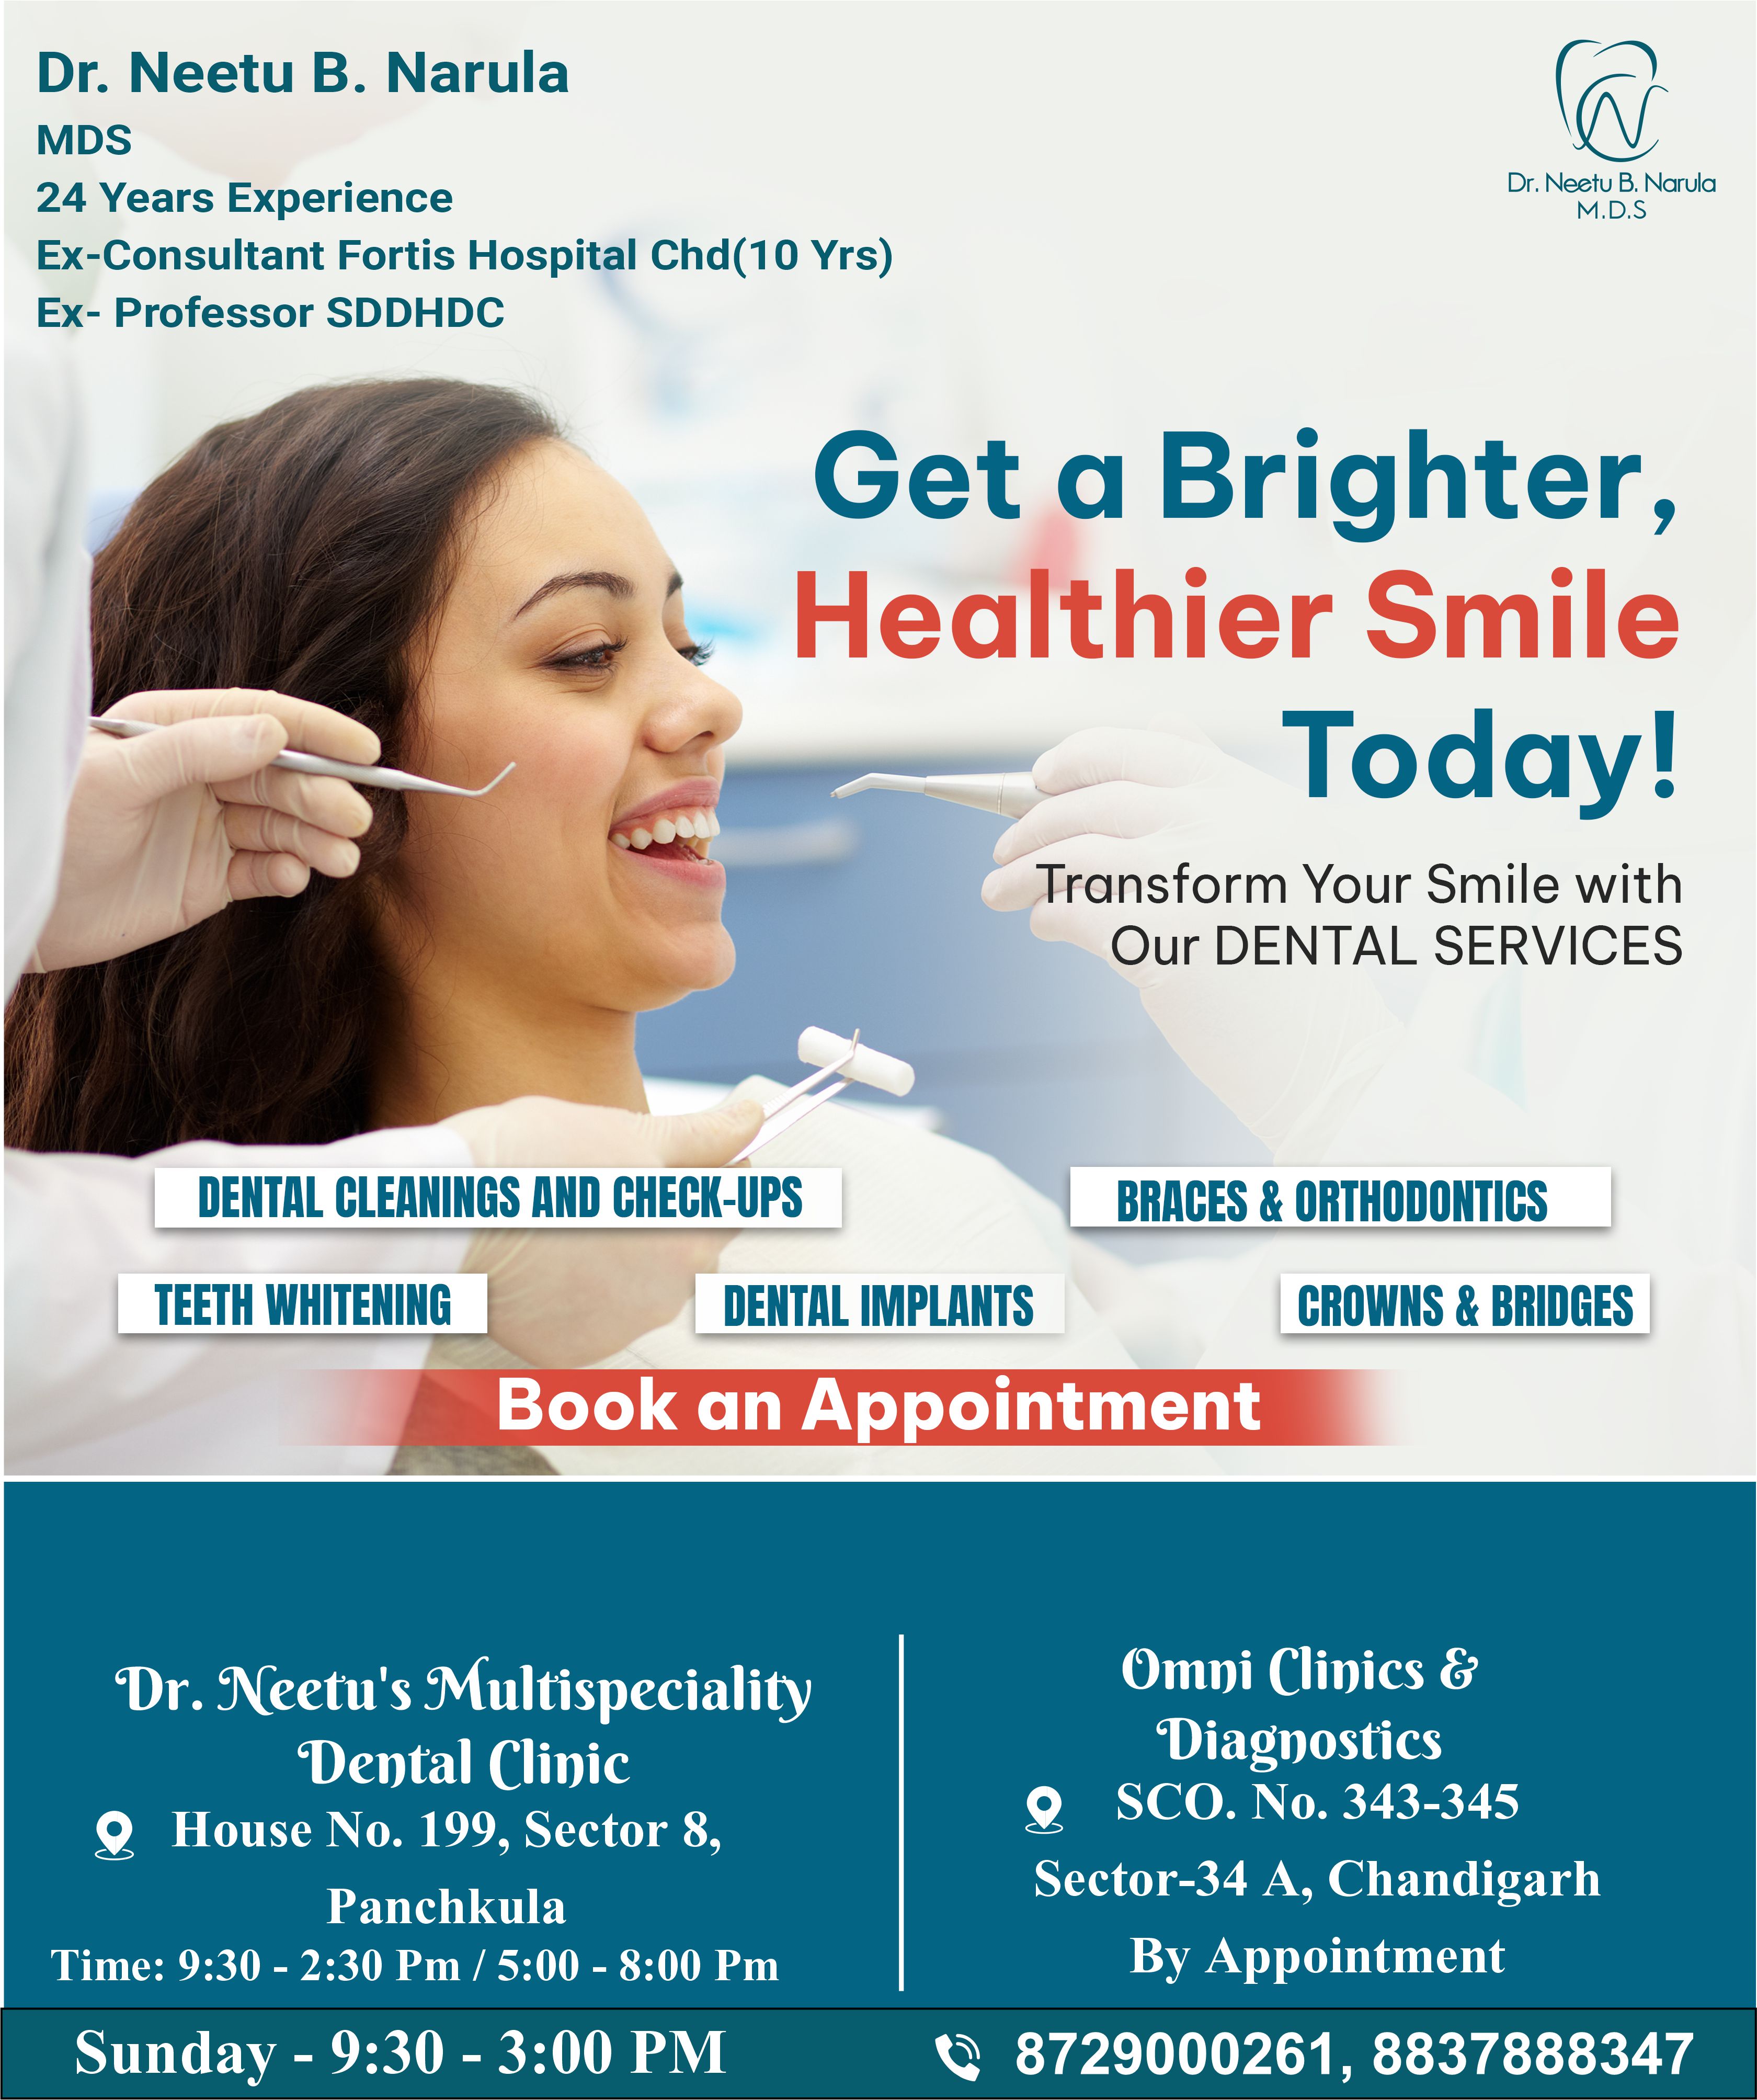 Dr. Neetu B. Narula
MDS
24 Years Experience
Ex-Consultant Fortis Hospital Chd(10 Yrs)
Ex- Professor SDDHDC
Dr. Neetu B. Narula
M.D.S
Get a Brighter,
Healthier Smile
Today!
Transform Your Smile with
Our DENTAL SERVICES
DENTAL CLEANINGS AND CHECK-UPS
BRACES & ORTHODONTICS
TEETH WHITENING
DENTAL IMPLANTS
CROWNS & BRIDGES
Book an Appointment
Dr. Neetu's Multispeciality
Dental Clinic
House No. 199, Sector 8,
Panchkula
Time: 9:30 - 2:30 Pm / 5:00 - 8:00 Pm
Omni Clinics &
Diagnostics
SCO. No. 343-345
Sector-34 A, Chandigarh
By Appointment
Sunday - 9:30 - 3:00 PM
8729000261, 8837888347